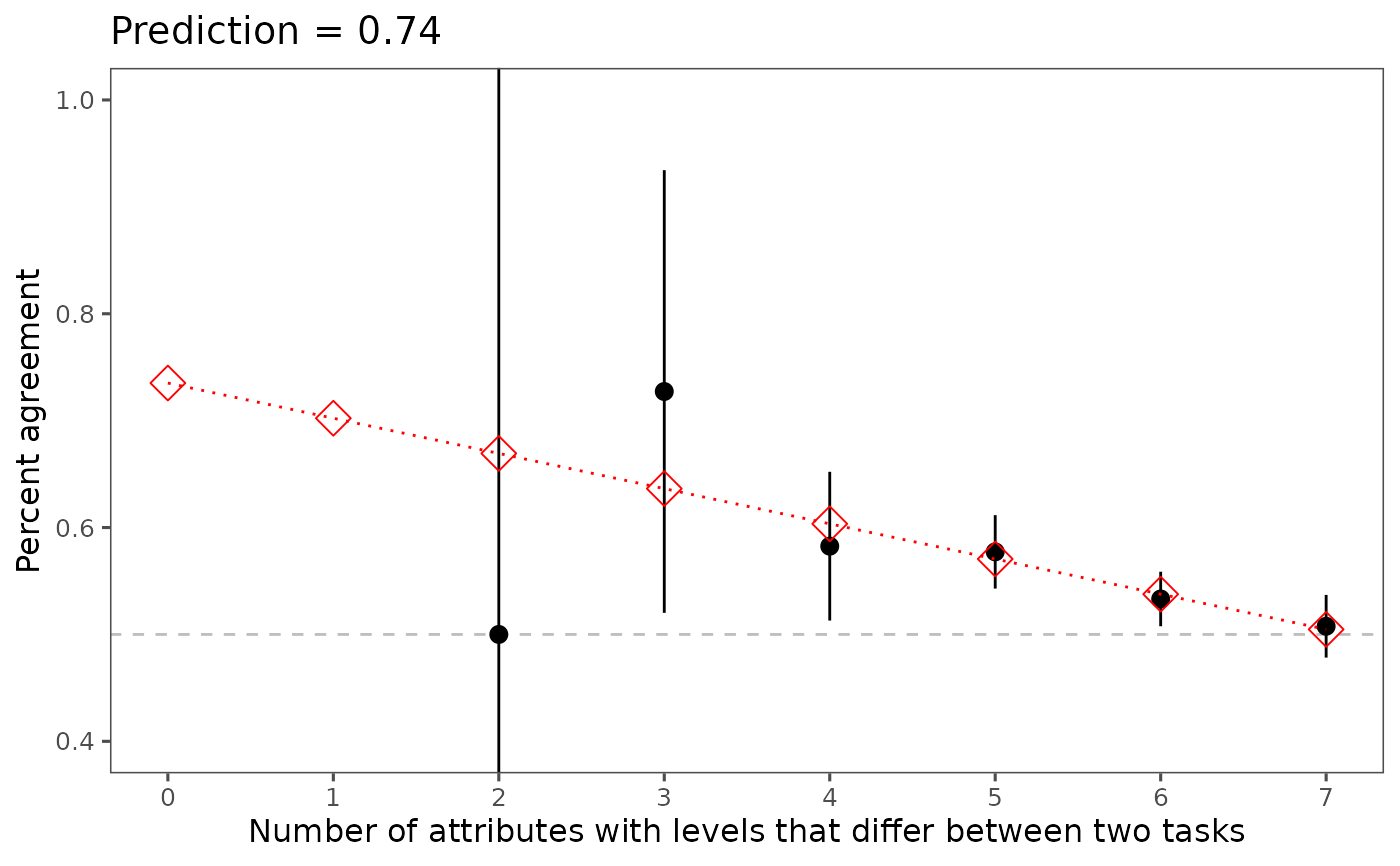 Prediction = 0.74
Percent agreement
1.0
0.8
0.6
0.4
0 1 2 3 4 5 6 7
Number of attributes with levels that differ between two tasks